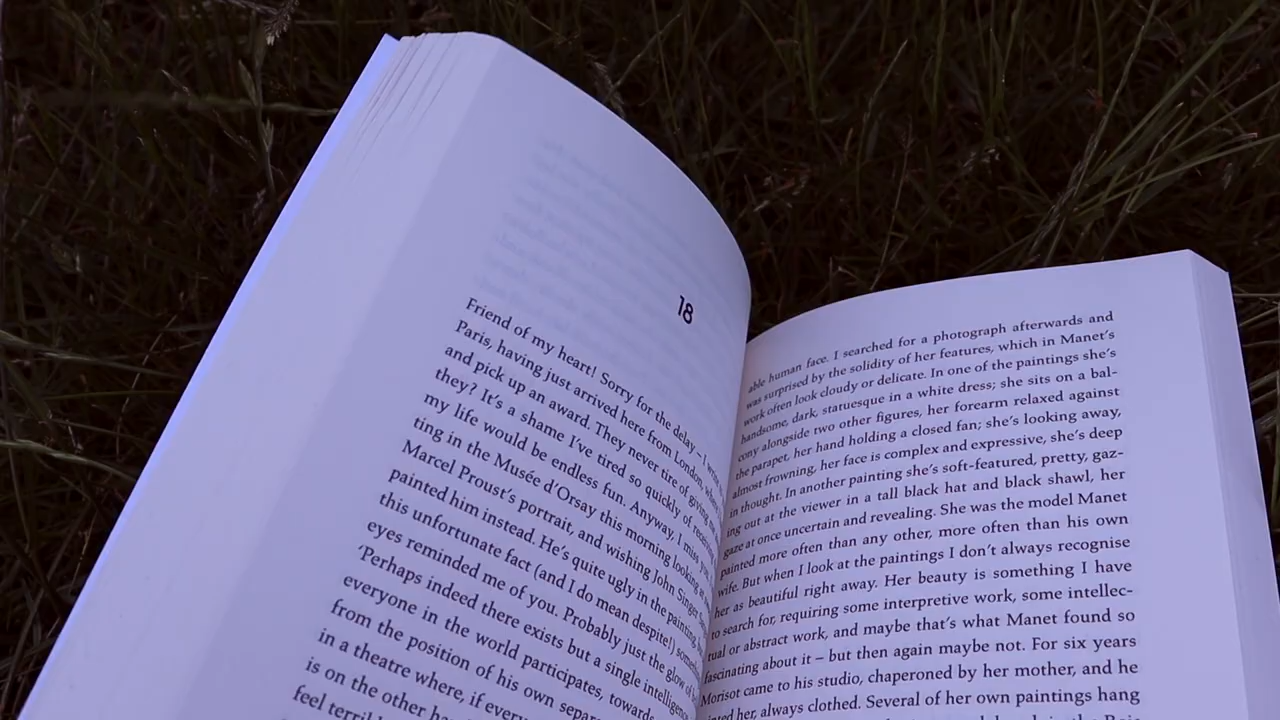 18
Friend of my heart! Sorry for the delay – I write
Paris, having just arrived here from London,
and pick up an award. They never tire of giving
they? It's a shame I've tired so quickly of receiving
my life would be endless fun. Anyway, I miss
ting in the Musée d'Orsay this morning looking at
Marcel Proust's portrait, and wishing John Singer
painted him instead. He's quite ugly in the painting,
this unfortunate fact (and I do mean despite!)
eyes reminded me of you. Probably just the glow of
'Perhaps indeed there exists but a single intelligence
everyone in the world participates, towards
from the position of his own
in a theatre where, if every
is on the other
feel
able human face. I searched for a photograph afterwards and
was surprised by the solidity of her features, which in Manet's
work often look cloudy or delicate. In one of the paintings she's
handsome, dark, statuesque in a white dress; she sits on a bal-
cony alongside two other figures, her forearm relaxed against
the parapet, her hand holding a closed fan; she's looking away,
almost frowning, her face is complex and expressive, she's deep
in thought. In another painting she's soft-featured, pretty, gaz-
ing out at the viewer in a tall black hat and black shawl, her
gaze at once uncertain and revealing. She was the model Manet
painted more often than any other, more often than his own
wife. But when I look at the paintings I don't always recognise
her as beautiful right away. Her beauty is something I have
to search for, requiring some interpretive work, some intellec-
tual or abstract work, and maybe that's what Manet found so
fascinating about it – but then again maybe not. For six years
Morisot came to his studio, chaperoned by her mother, and he
painted her, always clothed. Several of her own paintings hang